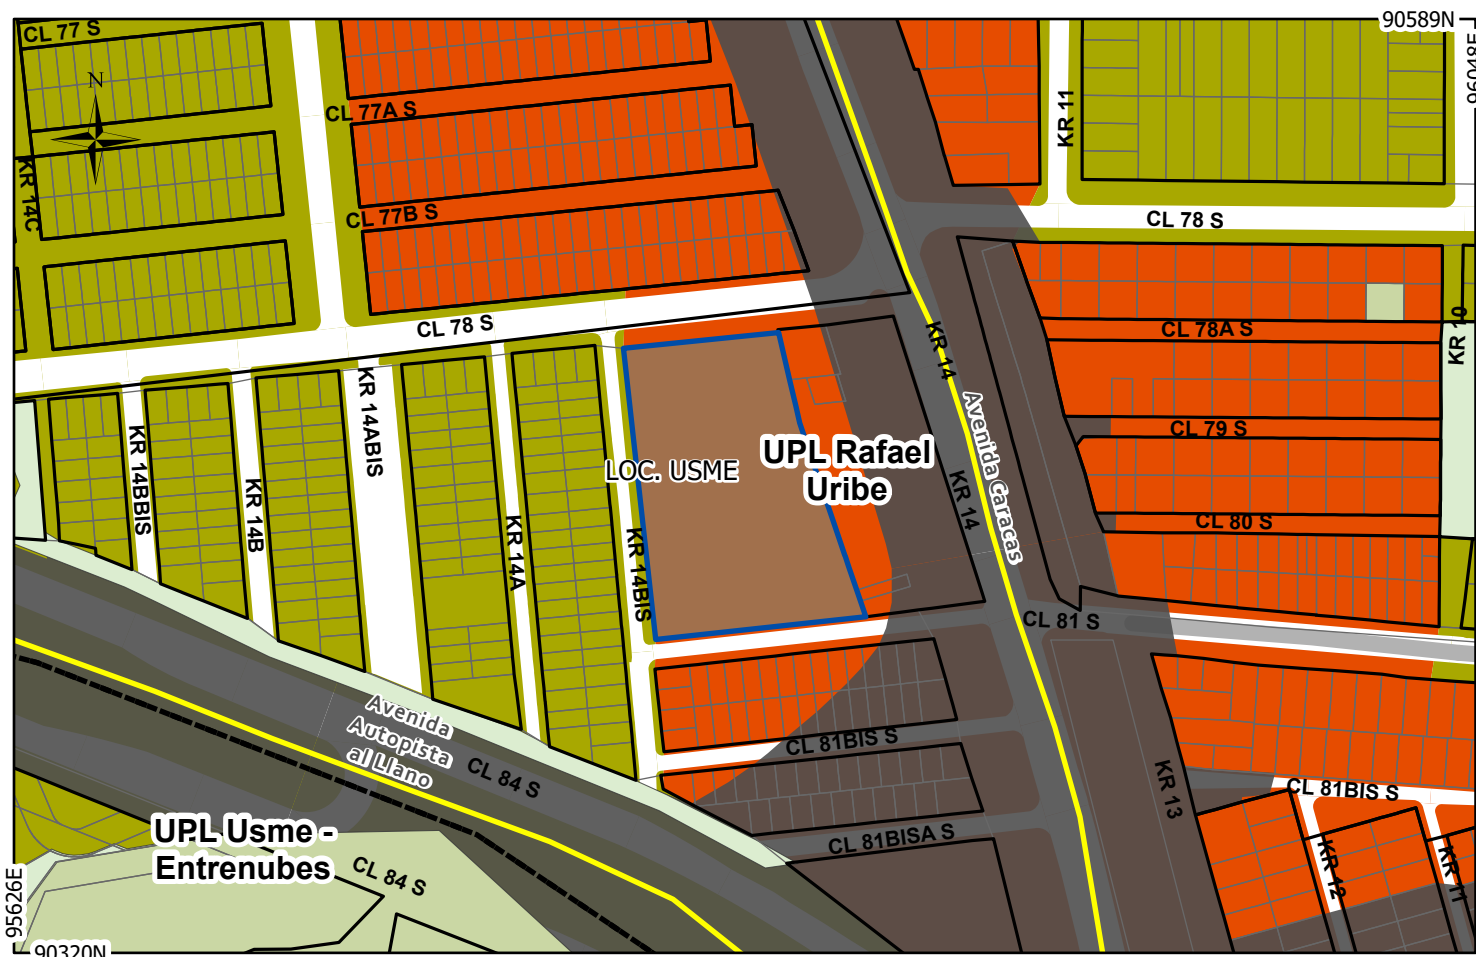 90589N
96048E
CL 77 S
N
CL 77A S
KR 11
KR 14C
CL 77B S
CL 78 S
CL 78 S
KR 10
CL 78A S
KR 14
KR 14ABIS
Avenida Caracas
CL 79 S
KR 14BBIS
UPL Rafael
Uribe
LOC. USME
KR 14B
KR 14
KR 14A
CL 80 S
KR 14BIS
CL 81 S
Avenida
Autopista
al Llano
CL 84 S
CL 81BIS S
KR 13
CL 81BIS S
UPL Usme -
Entrenubes
CL 81BISA S
CL 84 S
KR 12
KR 11
95626E
90320N